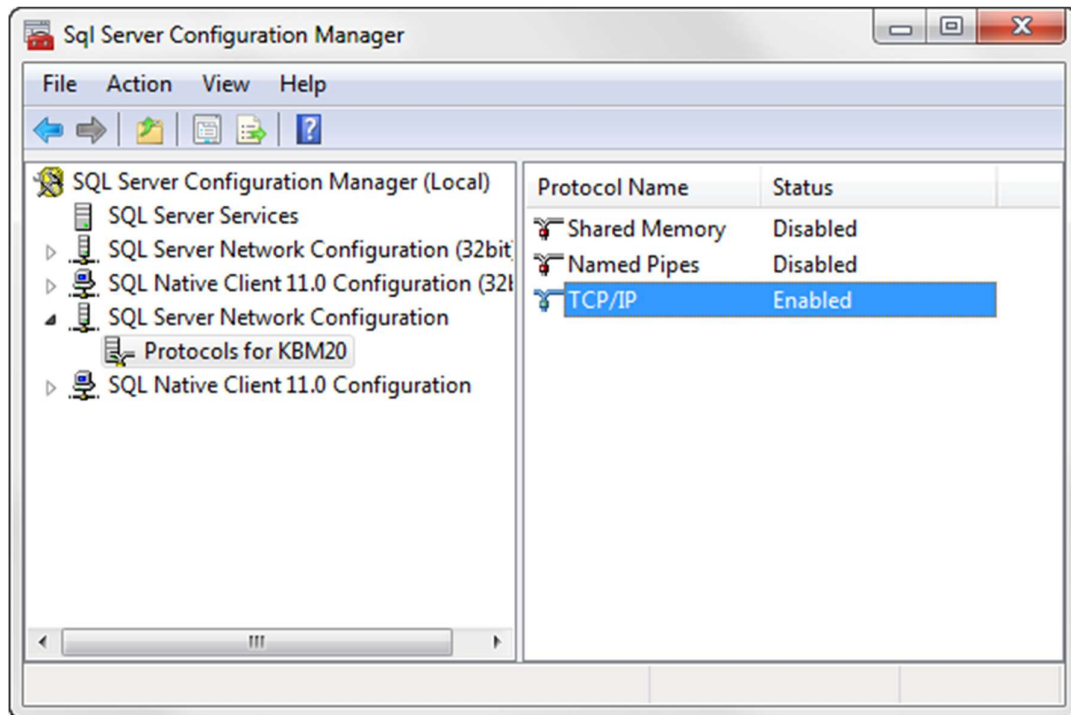 Sql Server Configuration Manager
File Action View Help
SQL Server Configuration Manager (Local)
SQL Server Services
SQL Server Network Configuration (32bit
SQL Native Client 11.0 Configuration (32b
SQL Server Network Configuration
Protocols for KBM20
SQL Native Client 11.0 Configuration
Protocol Name Status
Shared Memory Disabled
Named Pipes Disabled
TCP/IP Enabled